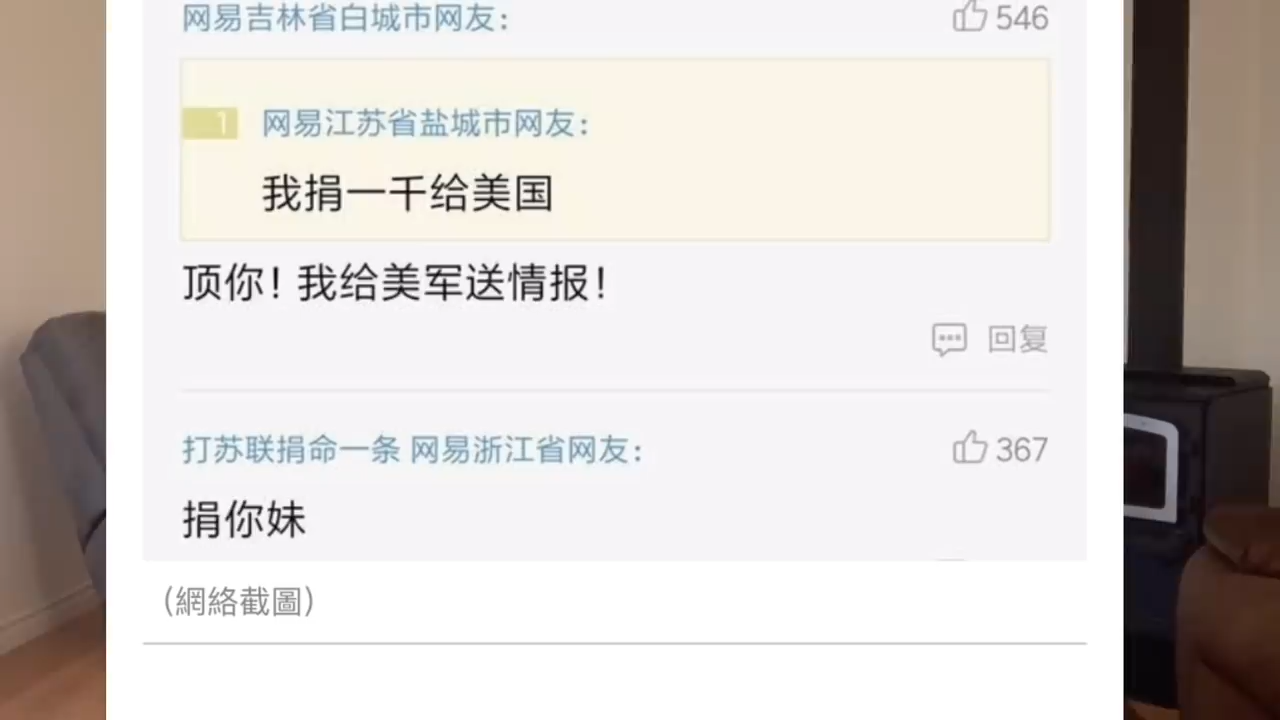 网易吉林省白城市网友：
546
1
网易江苏省盐城市网友：
我捐一千给美国
顶你！我给美军送情报！
回复
打苏联捐命一条 网易浙江省网友：
367
捐你妹
（網絡截圖）